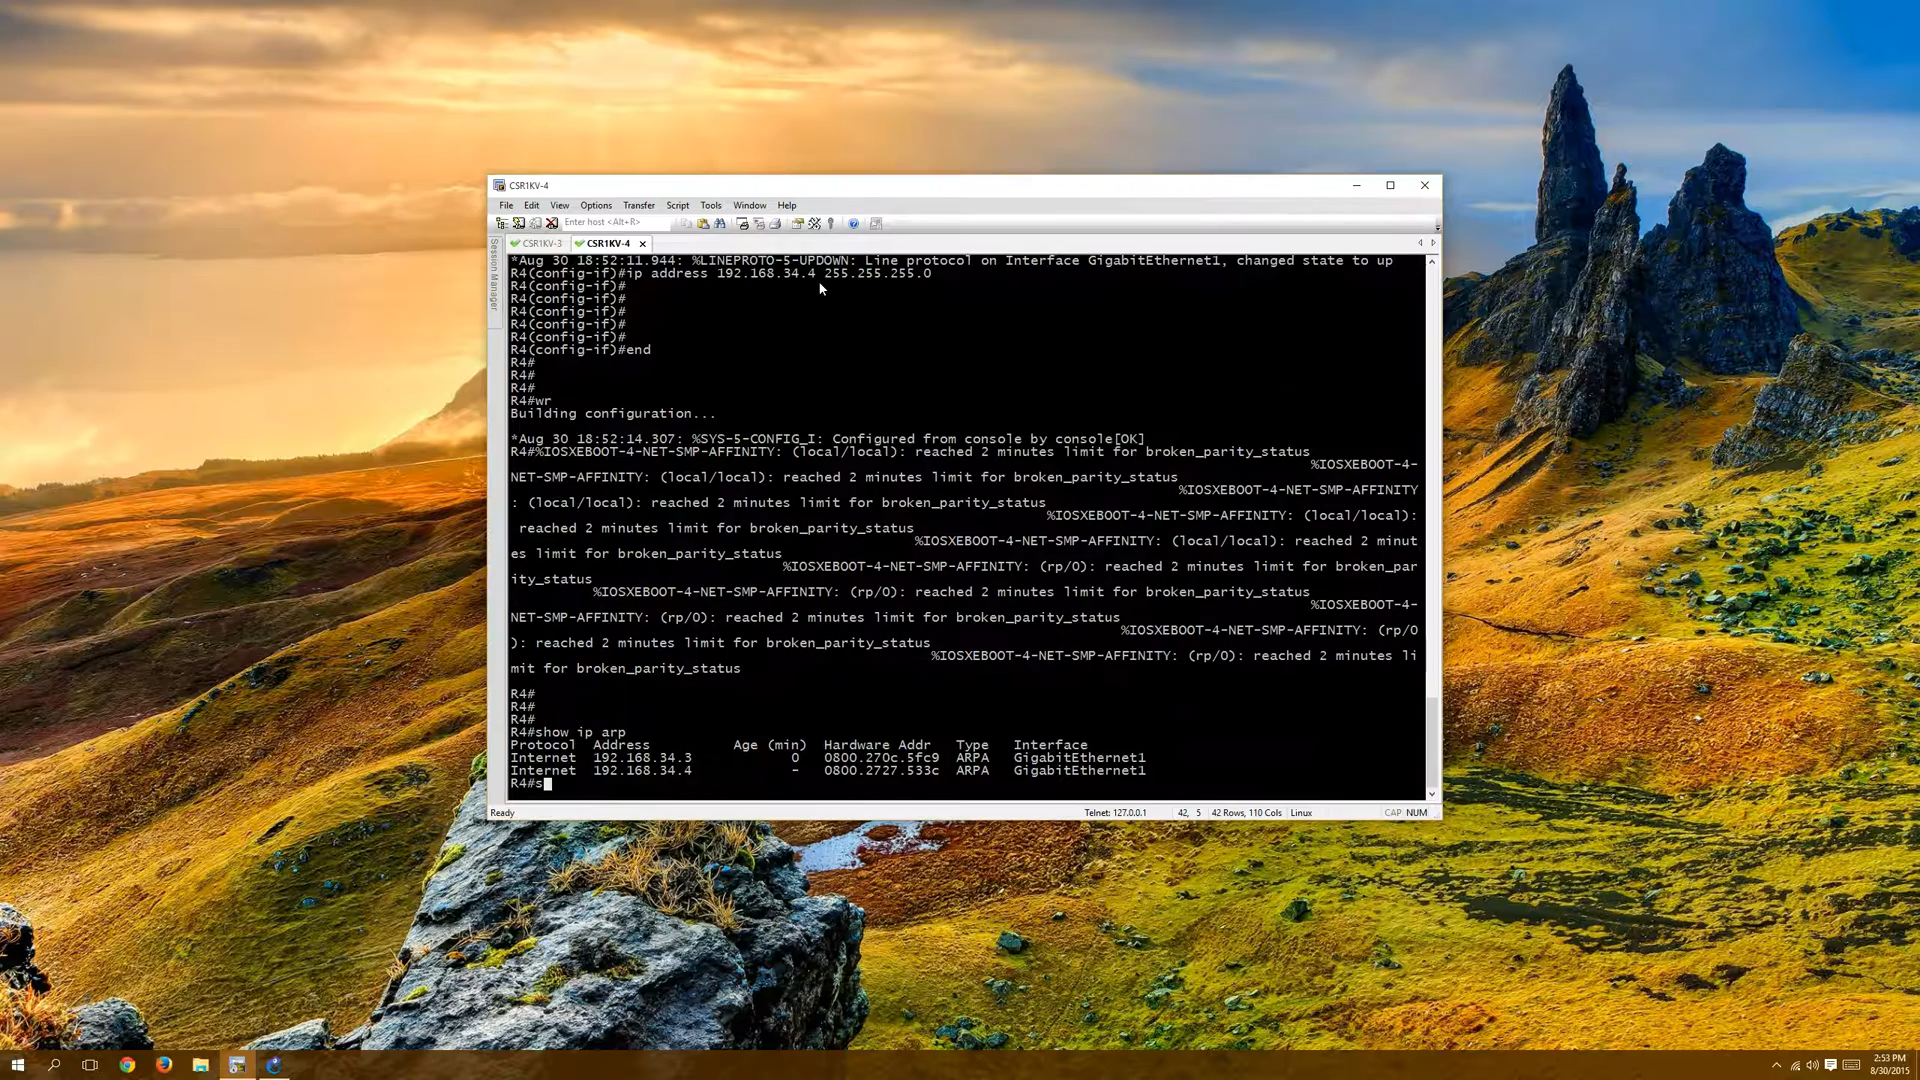 CSR1KV-4
File Edit View Options Transfer Script Tools Window Help
Enter host <Alt+R>
Session Manager
CSR1KV-3 CSR1KV-4
*Aug 30 18:52:11.944: %LINEPROTO-5-UPDOWN: Line protocol on Interface GigabitEthernet1, changed state to up
R4(config-if)#ip address 192.168.34.4 255.255.255.0
R4(config-if)#
R4(config-if)#
R4(config-if)#
R4(config-if)#
R4(config-if)#
R4(config-if)#end
R4#
R4#
R4#
R4#wr
Building configuration...
*Aug 30 18:52:14.307: %SYS-5-CONFIG_I: Configured from console by console[OK]
R4#%IOSXEBOOT-4-NET-SMP-AFFINITY: (local/local): reached 2 minutes limit for broken_parity_status
%IOSXEBOOT-4-
NET-SMP-AFFINITY: (local/local): reached 2 minutes limit for broken_parity_status
%IOSXEBOOT-4-NET-SMP-AFFINITY
: (local/local): reached 2 minutes limit for broken_parity_status
%IOSXEBOOT-4-NET-SMP-AFFINITY: (local/local):
reached 2 minutes limit for broken_parity_status
%IOSXEBOOT-4-NET-SMP-AFFINITY: (local/local): reached 2 minut
es limit for broken_parity_status
%IOSXEBOOT-4-NET-SMP-AFFINITY: (rp/0): reached 2 minutes limit for broken_par
ity_status
%IOSXEBOOT-4-NET-SMP-AFFINITY: (rp/0): reached 2 minutes limit for broken_parity_status
%IOSXEBOOT-4-
NET-SMP-AFFINITY: (rp/0): reached 2 minutes limit for broken_parity_status
%IOSXEBOOT-4-NET-SMP-AFFINITY: (rp/0
): reached 2 minutes limit for broken_parity_status
%IOSXEBOOT-4-NET-SMP-AFFINITY: (rp/0): reached 2 minutes li
mit for broken_parity_status
R4#
R4#
R4#
R4#show ip arp
Protocol Address Age (min) Hardware Addr Type Interface
Internet 192.168.34.3 0 0800.270c.5fc9 ARPA GigabitEthernet1
Internet 192.168.34.4 - 0800.2727.533c ARPA GigabitEthernet1
R4#s
Ready Telnet: 127.0.0.1 42, 5 42 Rows, 110 Cols Linux CAP NUM
2:53 PM
8/30/2015